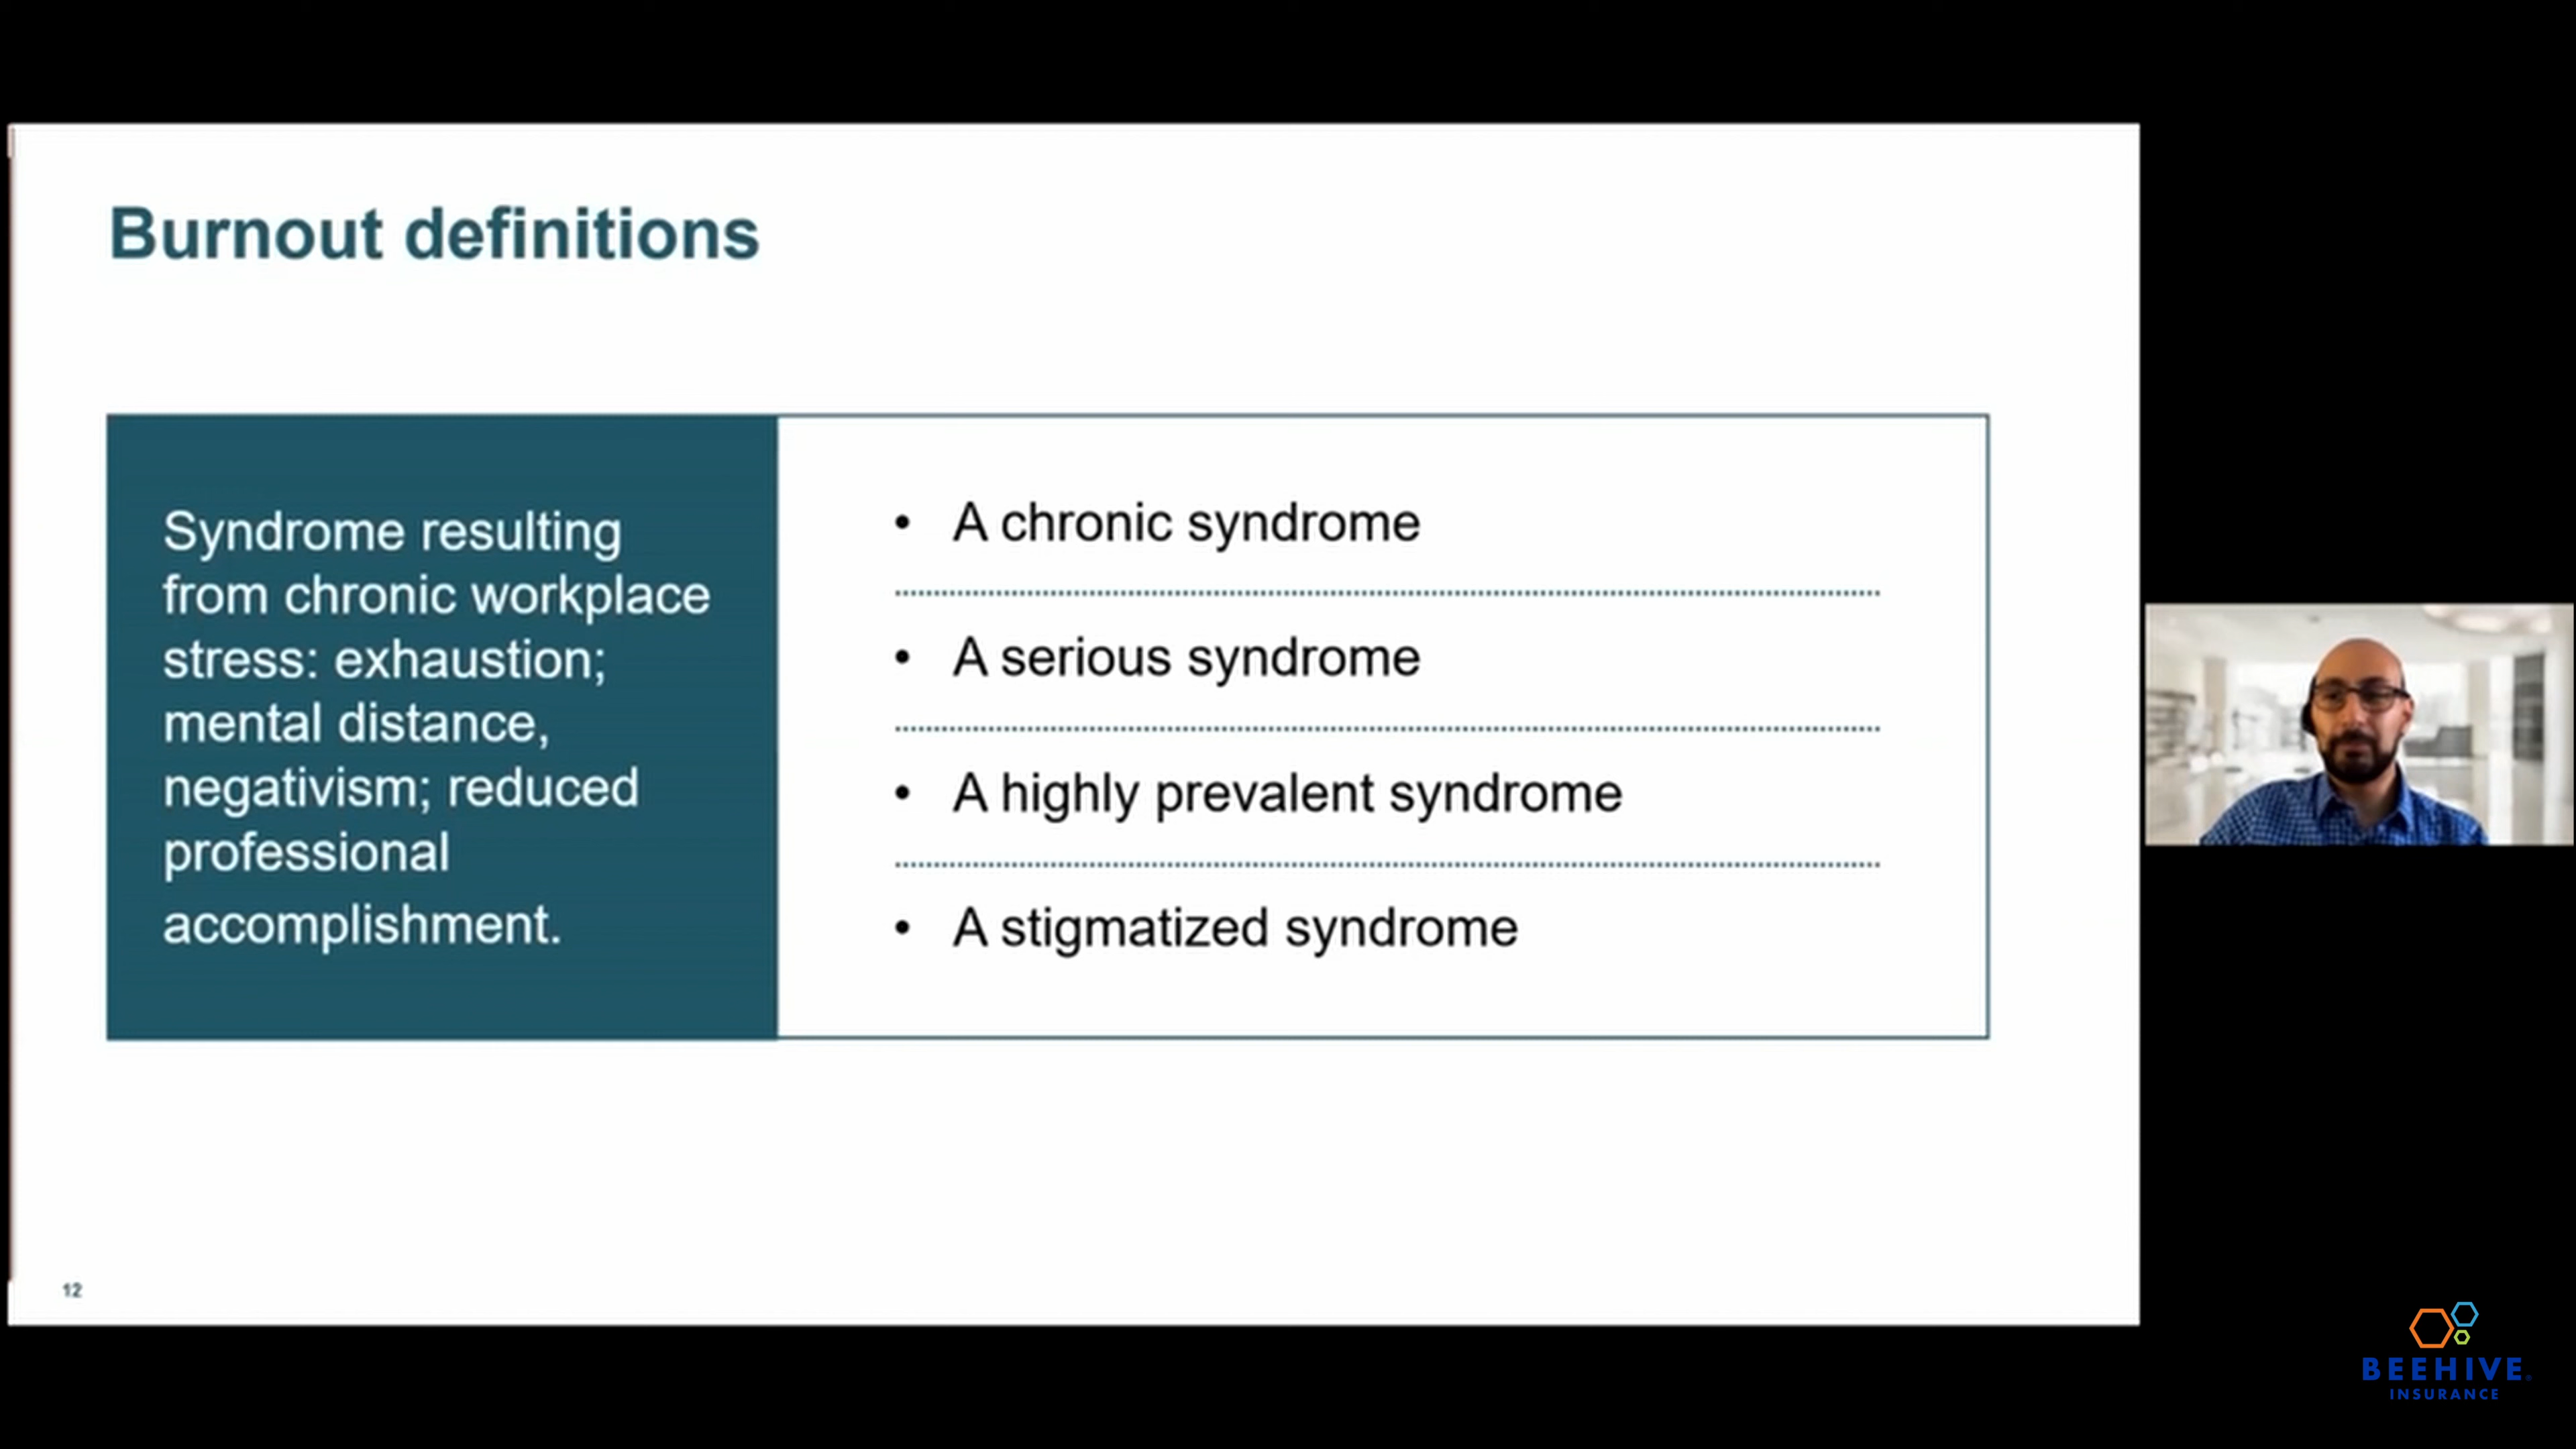 Burnout definitions
Syndrome resulting
from chronic workplace
stress: exhaustion;
mental distance,
negativism; reduced
professional
accomplishment.
• A chronic syndrome
• A serious syndrome
• A highly prevalent syndrome
• A stigmatized syndrome
12
BEEHIVE
INSURANCE